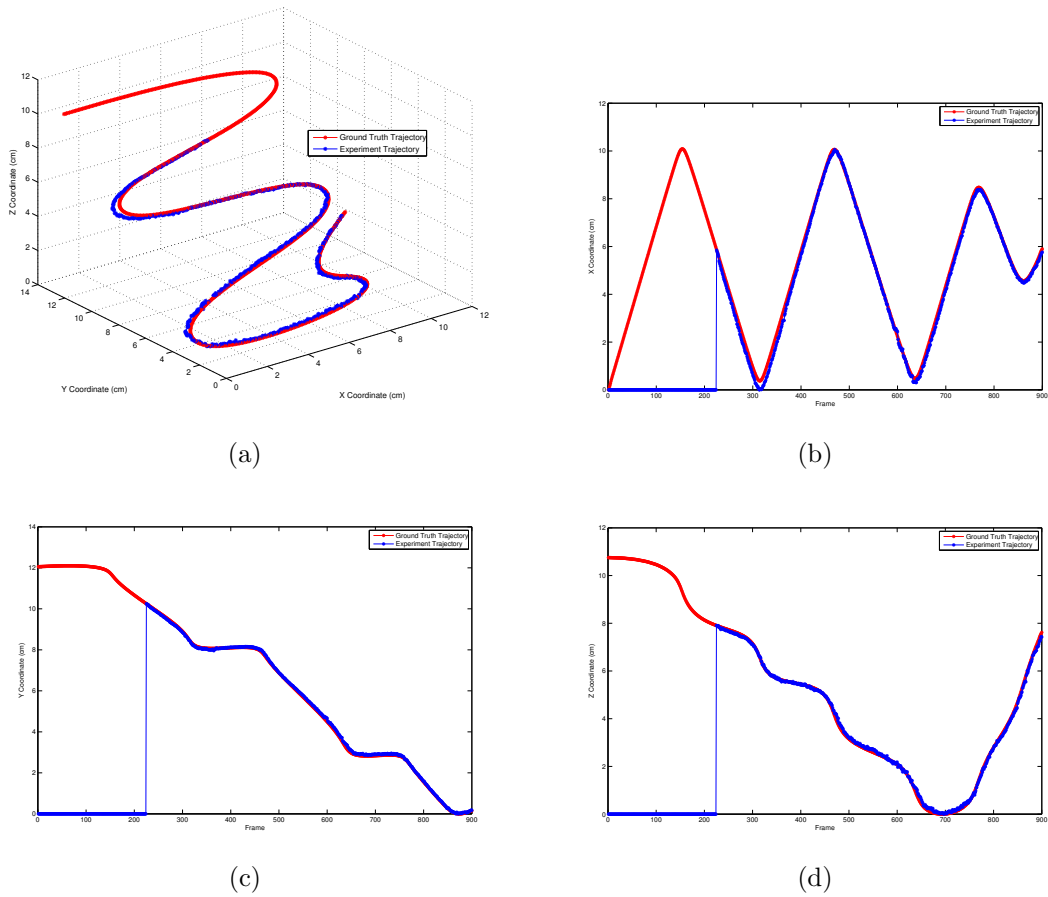 12
10
8
6
4
2
0
Z Coordinate (cm)
14
12
10
8
6
4
2
0
Y Coordinate (cm)
0
2
4
6
8
10
12
X Coordinate (cm)
Ground Truth Trajectory
Experiment Trajectory
(a)
12
10
8
6
4
2
0
X Coordinate (cm)
0 100 200 300 400 500 600 700 800 900
Frame
Ground Truth Trajectory
Experiment Trajectory
(b)
14
12
10
8
6
4
2
0
Y Coordinate (cm)
0 100 200 300 400 500 600 700 800 900
Frame
Ground Truth Trajectory
Experiment Trajectory
(c)
12
10
8
6
4
2
0
Z Coordinate (cm)
0 100 200 300 400 500 600 700 800 900
Frame
Ground Truth Trajectory
Experiment Trajectory
(d)